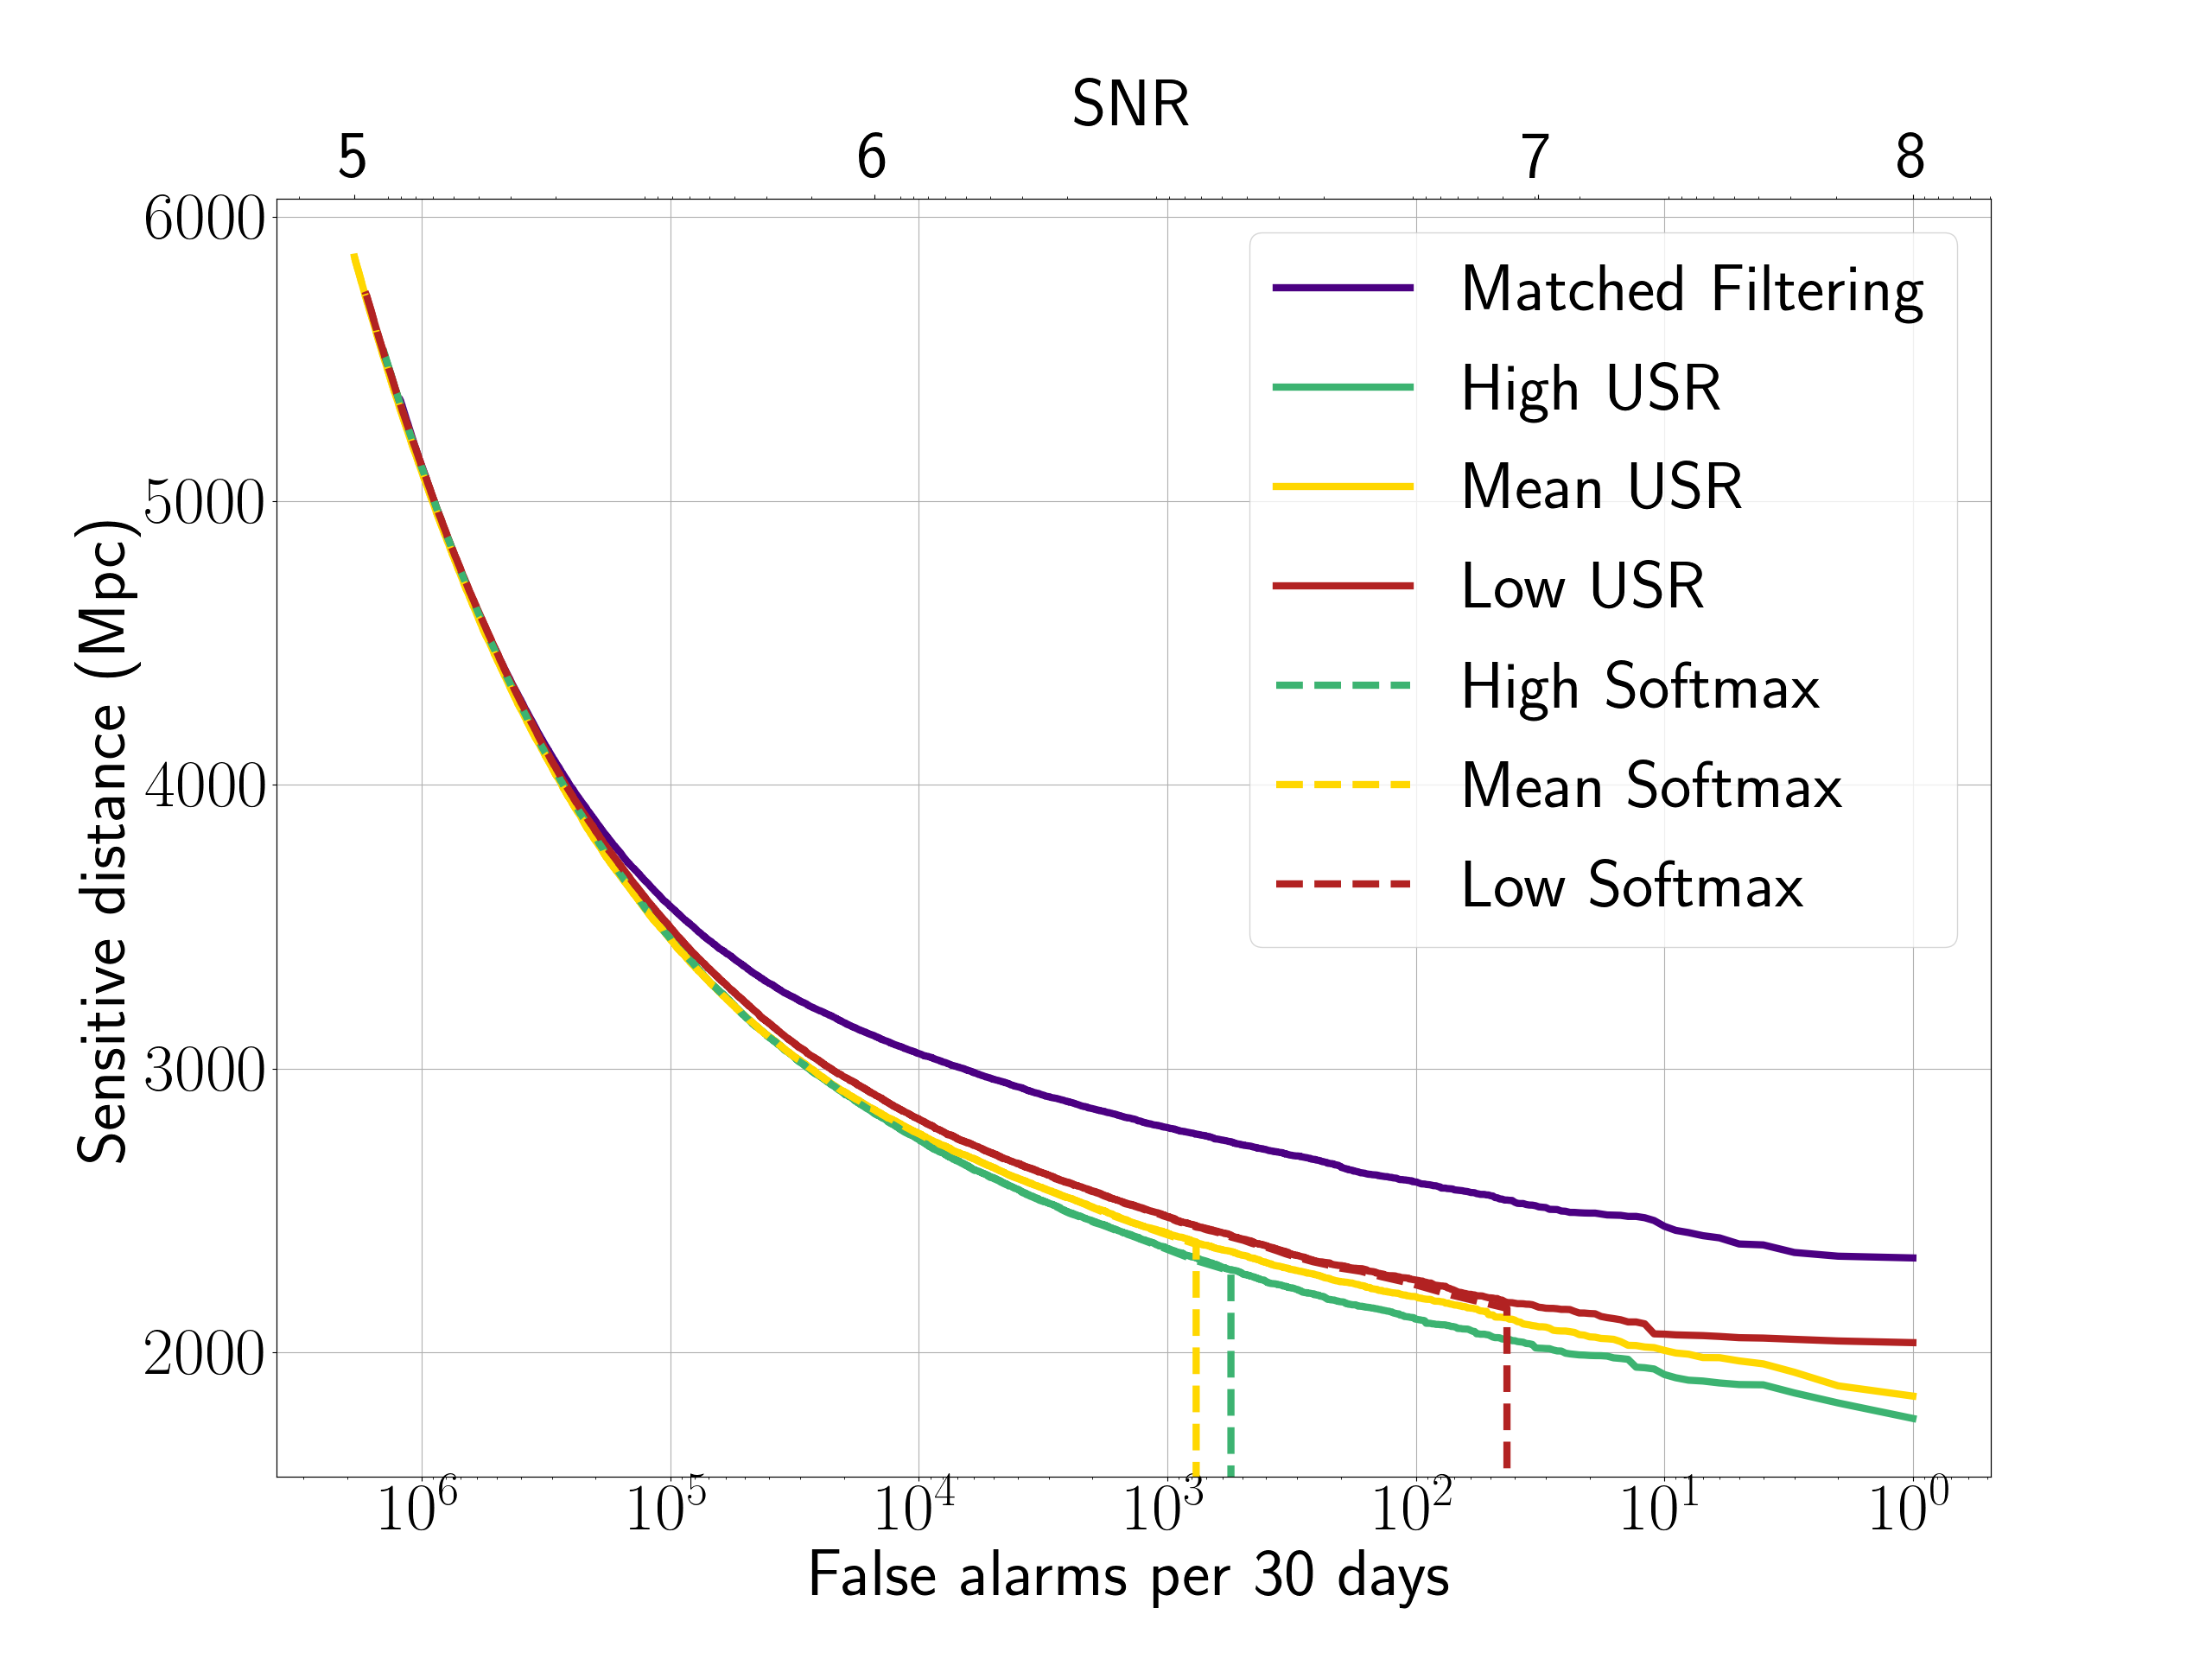 SNR
5 6 7 8
6000
5000
4000
3000
2000
Sensitive distance (Mpc)
Matched Filtering
High USR
Mean USR
Low USR
High Softmax
Mean Softmax
Low Softmax
10^6 10^5 10^4 10^3 10^2 10^1 10^0
False alarms per 30 days